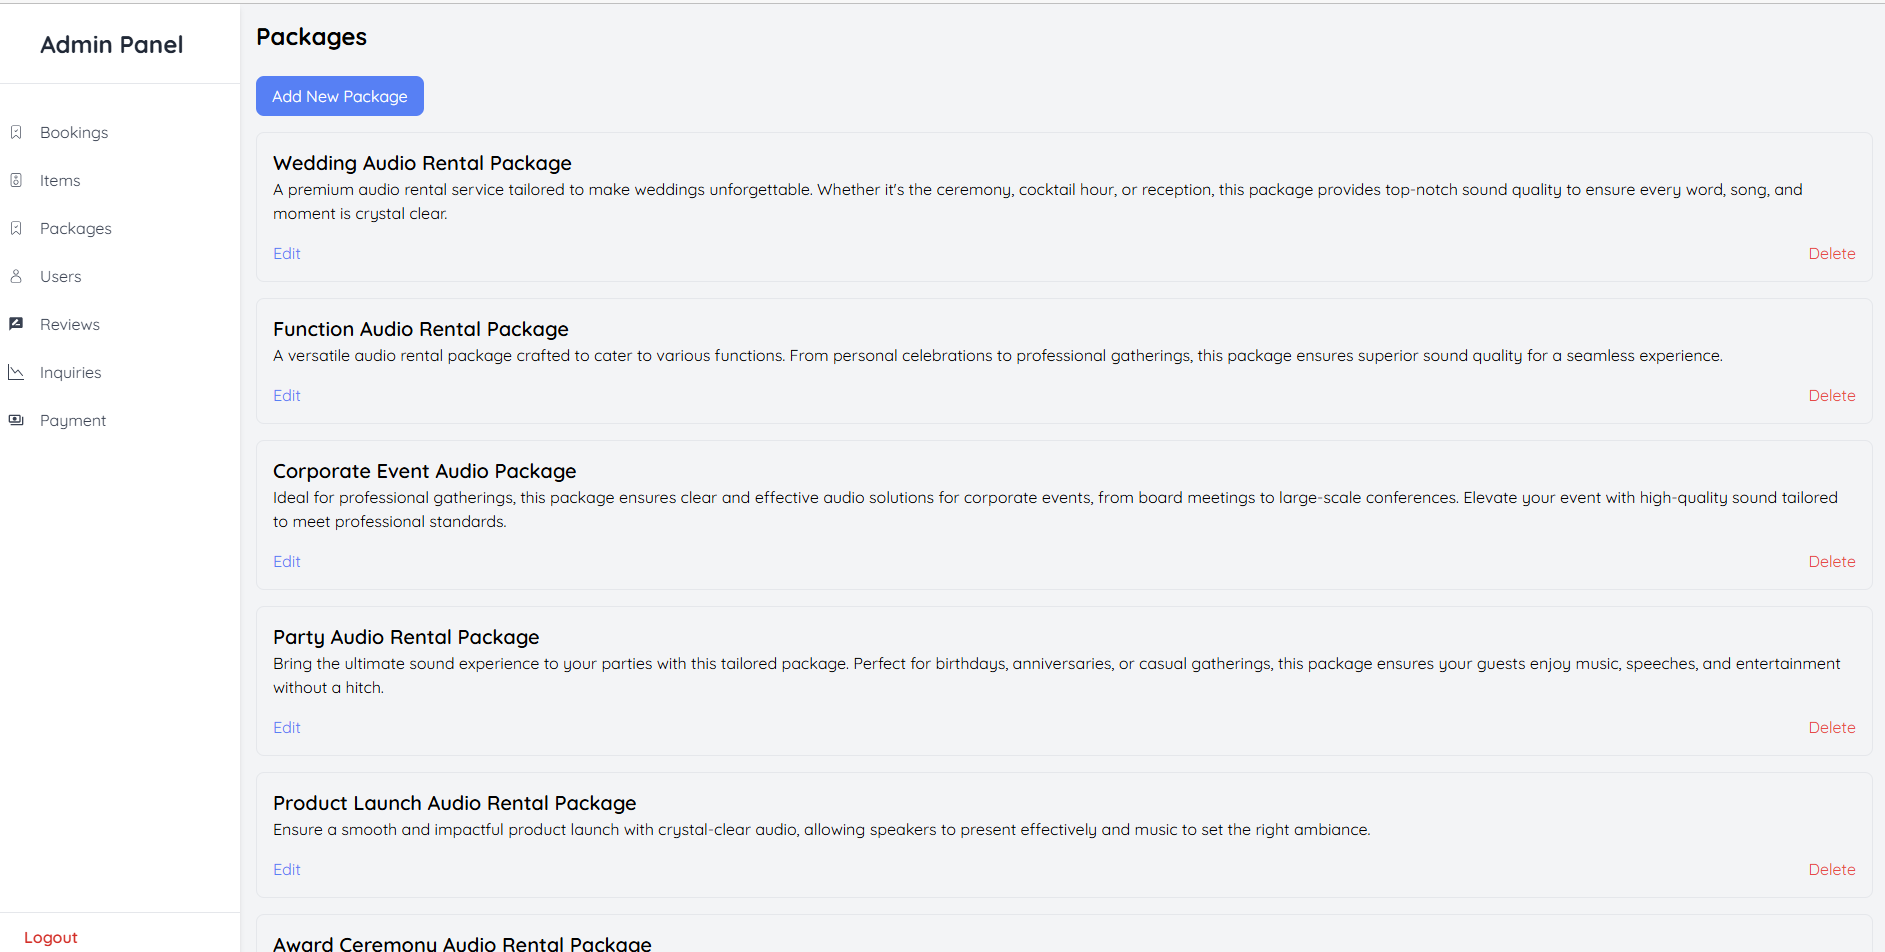 Admin Panel
Bookings
Items
Packages
Users
Reviews
Inquiries
Payment
Logout
Packages
Add New Package
Wedding Audio Rental Package
A premium audio rental service tailored to make weddings unforgettable. Whether it's the ceremony, cocktail hour, or reception, this package provides top-notch sound quality to ensure every word, song, and
moment is crystal clear.
Edit
Delete
Function Audio Rental Package
A versatile audio rental package crafted to cater to various functions. From personal celebrations to professional gatherings, this package ensures superior sound quality for a seamless experience.
Edit
Delete
Corporate Event Audio Package
Ideal for professional gatherings, this package ensures clear and effective audio solutions for corporate events, from board meetings to large-scale conferences. Elevate your event with high-quality sound tailored
to meet professional standards.
Edit
Delete
Party Audio Rental Package
Bring the ultimate sound experience to your parties with this tailored package. Perfect for birthdays, anniversaries, or casual gatherings, this package ensures your guests enjoy music, speeches, and entertainment
without a hitch.
Edit
Delete
Product Launch Audio Rental Package
Ensure a smooth and impactful product launch with crystal-clear audio, allowing speakers to present effectively and music to set the right ambiance.
Edit
Delete
Award Ceremony Audio Rental Package